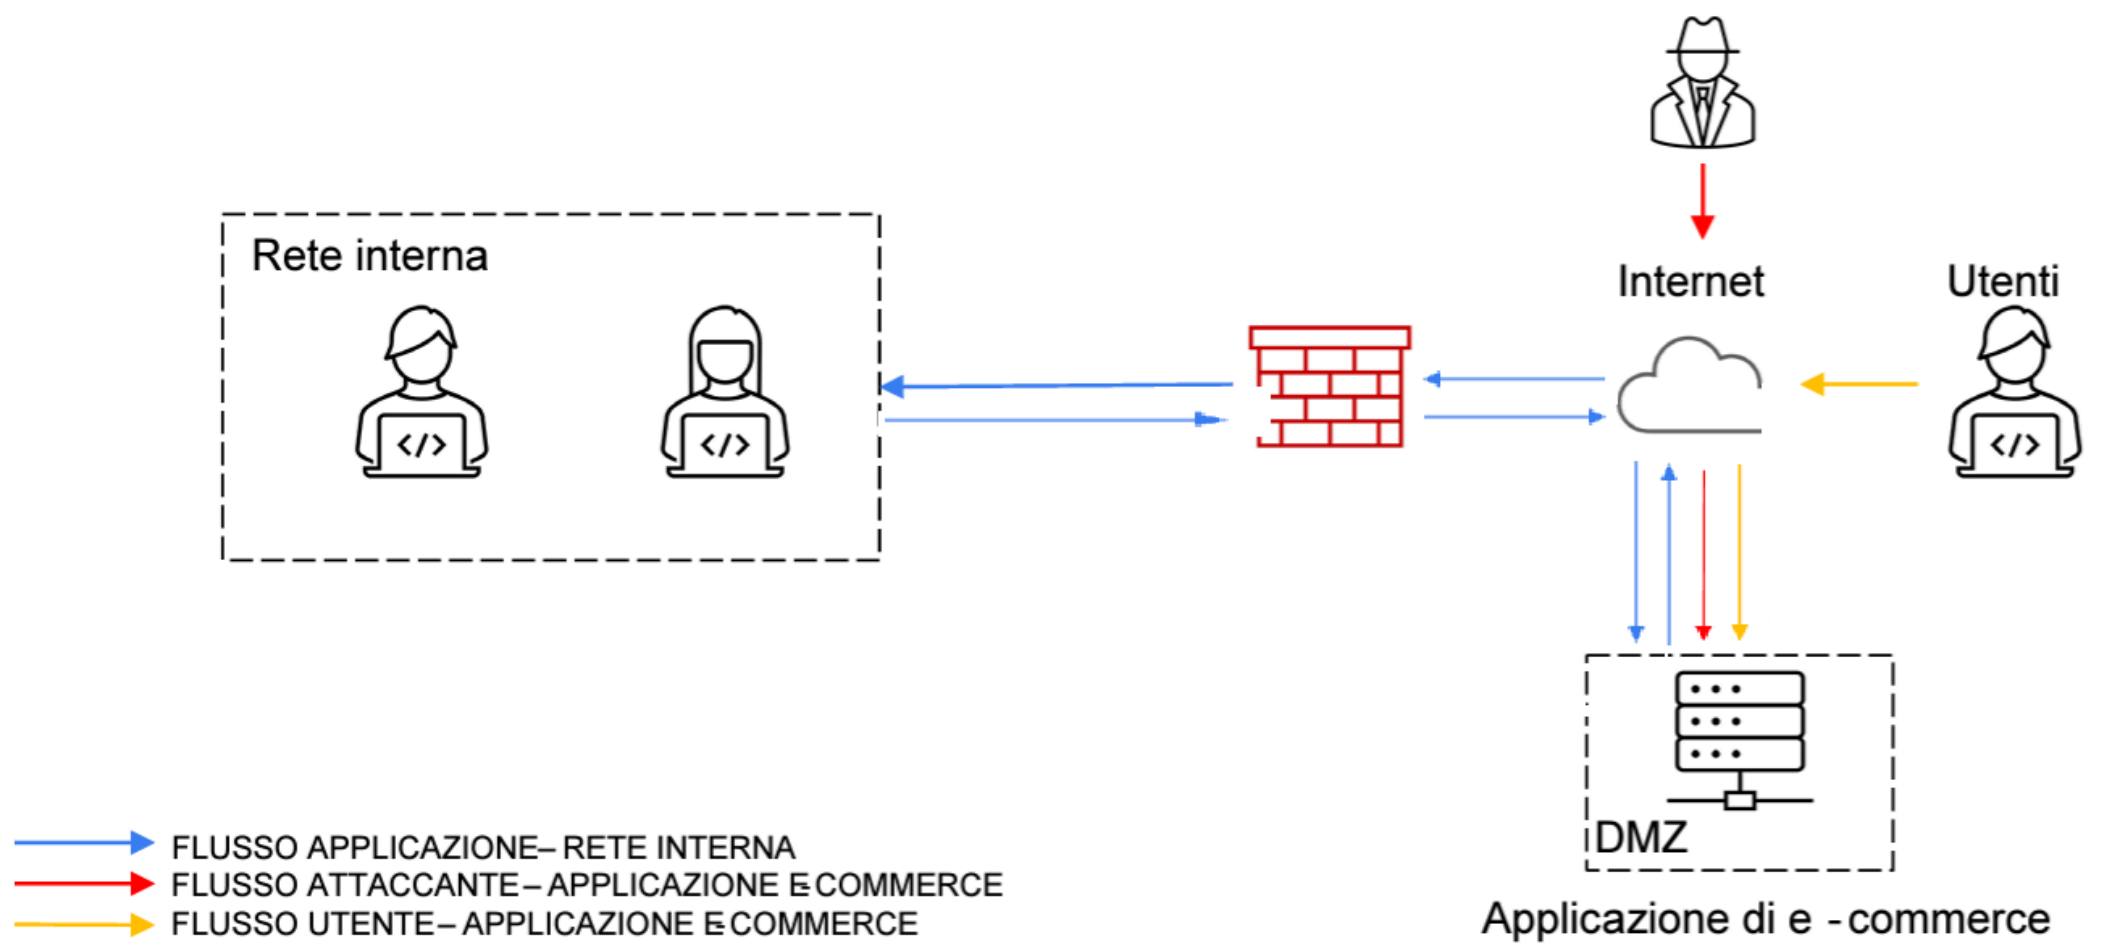 Rete interna
Internet
Utenti
</>
</>
</>
DMZ
Applicazione di e - commerce
FLUSSO APPLICAZIONE– RETE INTERNA
FLUSSO ATTACCANTE– APPLICAZIONE E-COMMERCE
FLUSSO UTENTE– APPLICAZIONE E-COMMERCE